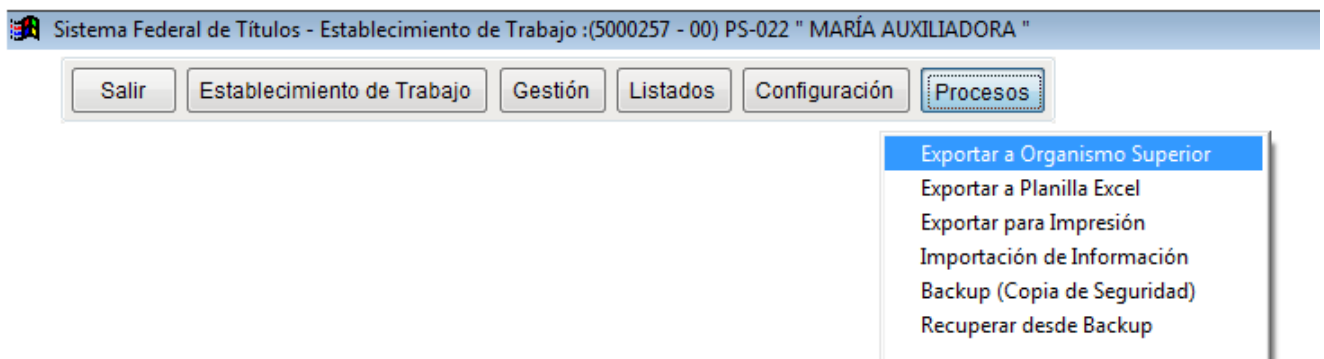 Sistema Federal de Títulos - Establecimiento de Trabajo :(5000257 - 00) PS-022 " MARÍA AUXILIADORA "
Salir Establecimiento de Trabajo Gestión Listados Configuración Procesos
Exportar a Organismo Superior
Exportar a Planilla Excel
Exportar para Impresión
Importación de Información
Backup (Copia de Seguridad)
Recuperar desde Backup